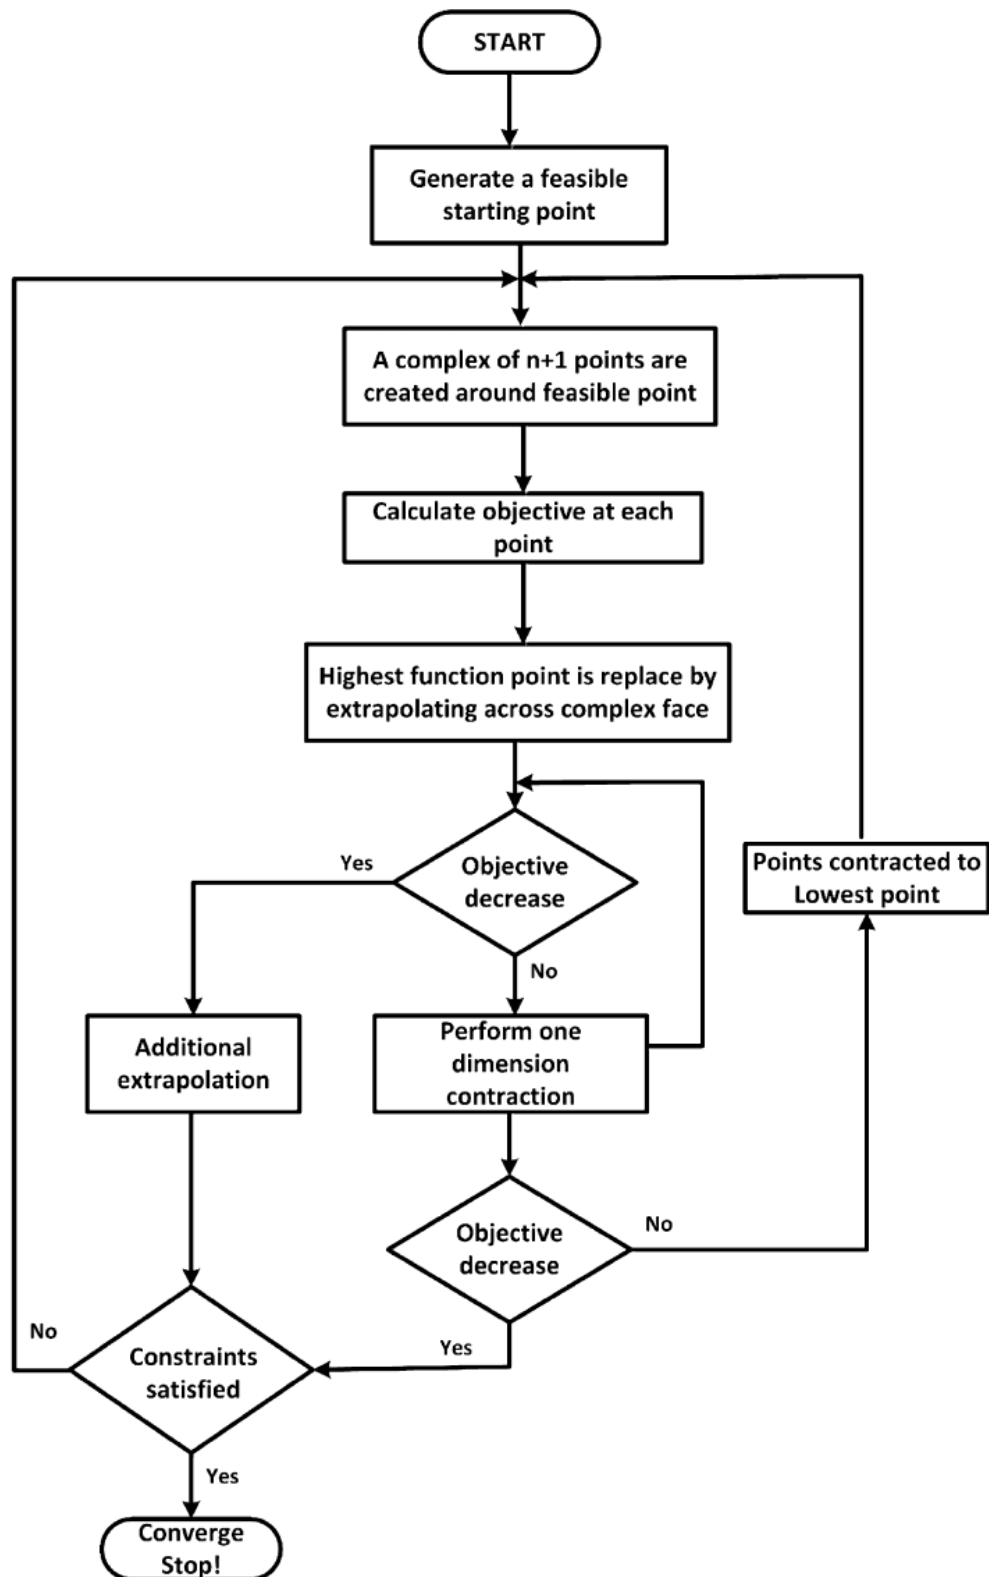 START
Generate a feasible
starting point
A complex of n+1 points are
created around feasible point
Calculate objective at each
point
Highest function point is replace by
extrapolating across complex face
Yes
Objective
decrease
Points contracted to
Lowest point
No
Additional
extrapolation
Perform one
dimension
contraction
Objective
decrease
No
Yes
No
Constraints
satisfied
Yes
Converge
Stop!